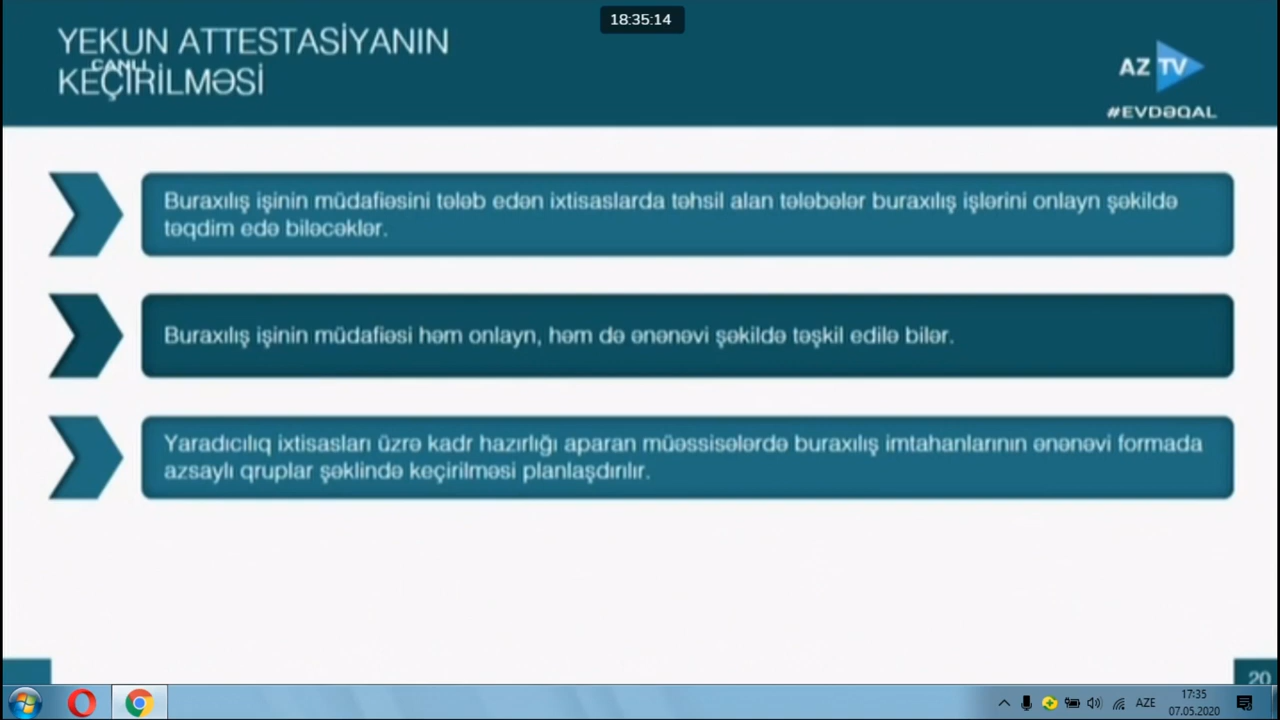 18:35:14
YEKUN ATTESTASİYANIN
CANLI
KEÇİRİLMƏSİ
AZ TV
#EVDƏQAL
Buraxılış işinin müdafiəsini tələb edən ixtisaslarda təhsil alan tələbələr buraxılış işlərini onlayn şəkildə
təqdim edə biləcəklər.
Buraxılış işinin müdafiəsi həm onlayn, həm də ənənəvi şəkildə təşkil edilə bilər.
Yaradıcılıq ixtisasları üzrə kadr hazırlığı aparan müəssisələrdə buraxılış imtahanlarının ənənəvi formada
azsaylı qruplar şəklində keçirilməsi planlaşdırılır.
20
AZE
17:35
07.05.2020